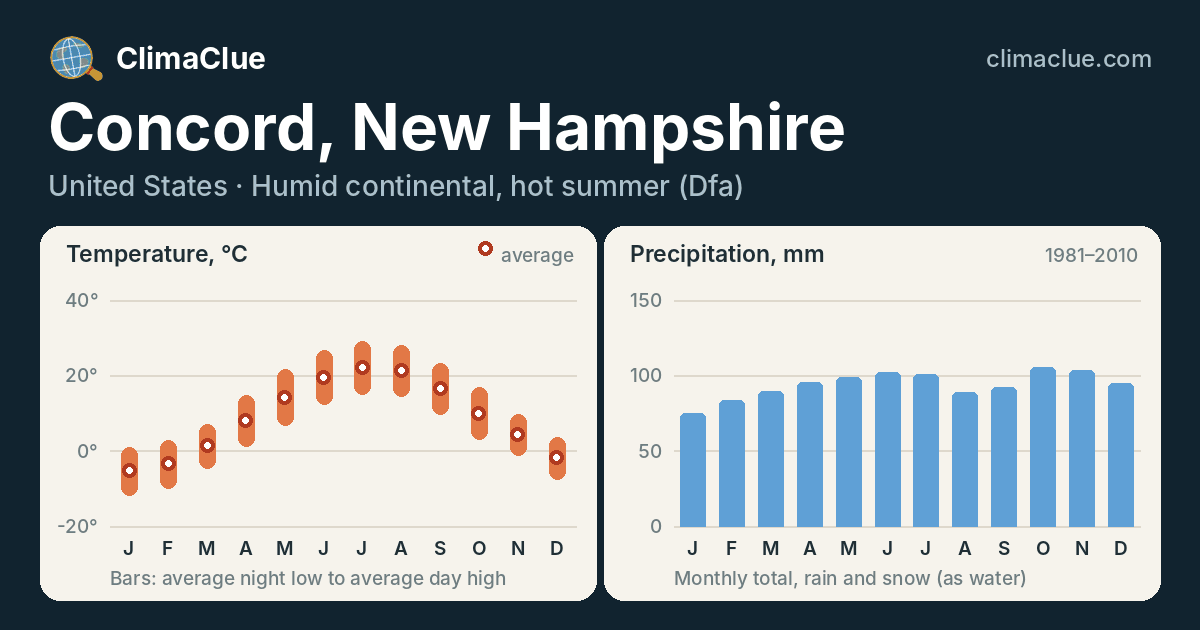 ClimaClue
climaclue.com
Concord, New Hampshire
United States · Humid continental, hot summer (Dfa)
Temperature, °C
average
40°
20°
0°
-20°
J F M A M J J A S O N D
Bars: average night low to average day high
Precipitation, mm
1981–2010
150
100
50
0
J F M A M J J A S O N D
Monthly total, rain and snow (as water)